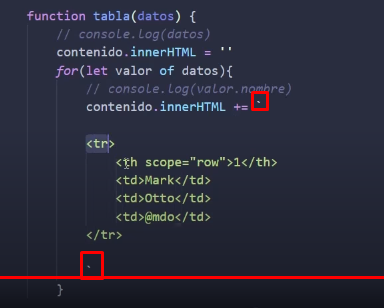 function tabla(datos) {
// console.log(datos)
contenido.innerHTML = ''
for(let valor of datos){
// console.log(valor.nombre)
contenido.innerHTML += `
<tr>
<th scope="row">1</th>
<td>Mark</td>
<td>Otto</td>
<td>@mdo</td>
</tr>
`
}